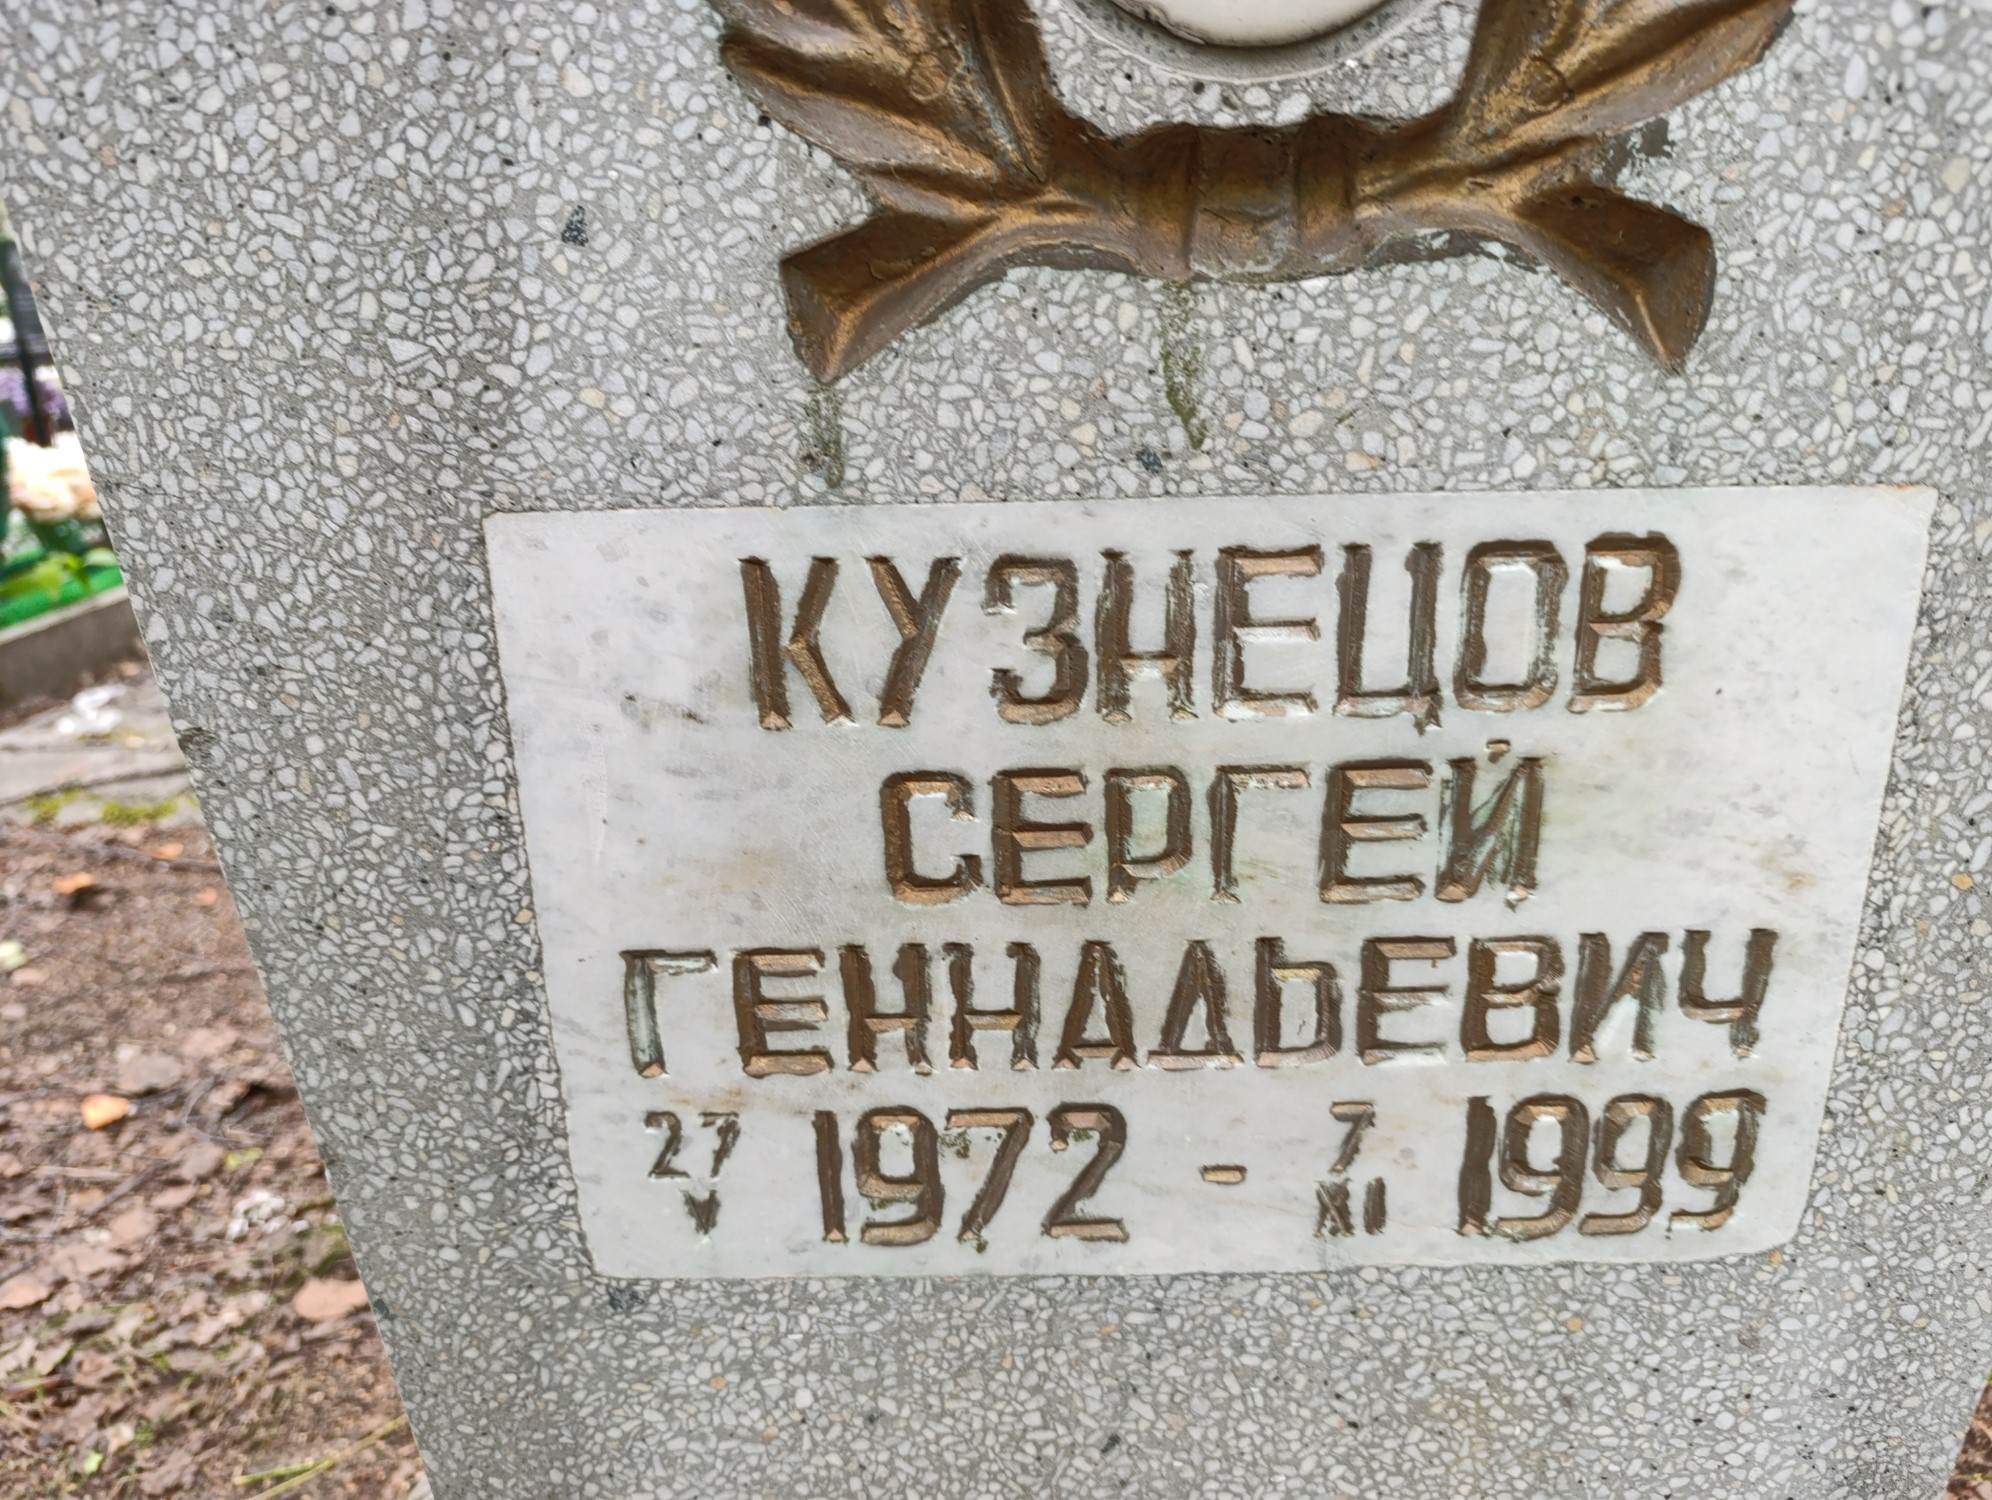 КУЗНЕЦОВ
СЕРГЕЙ
ГЕННАДЬЕВИЧ
27 V 1972 - 7 XI 1999